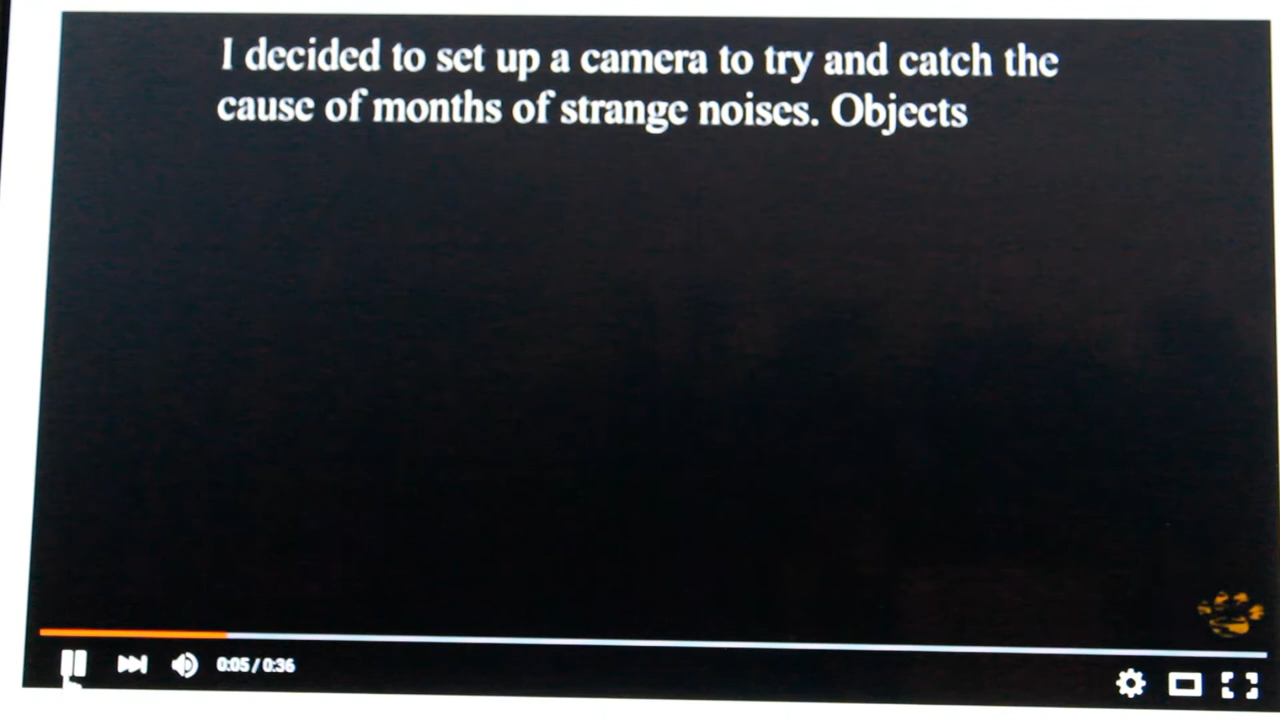 I decided to set up a camera to try and catch the
cause of months of strange noises. Objects
0:05 / 0:36